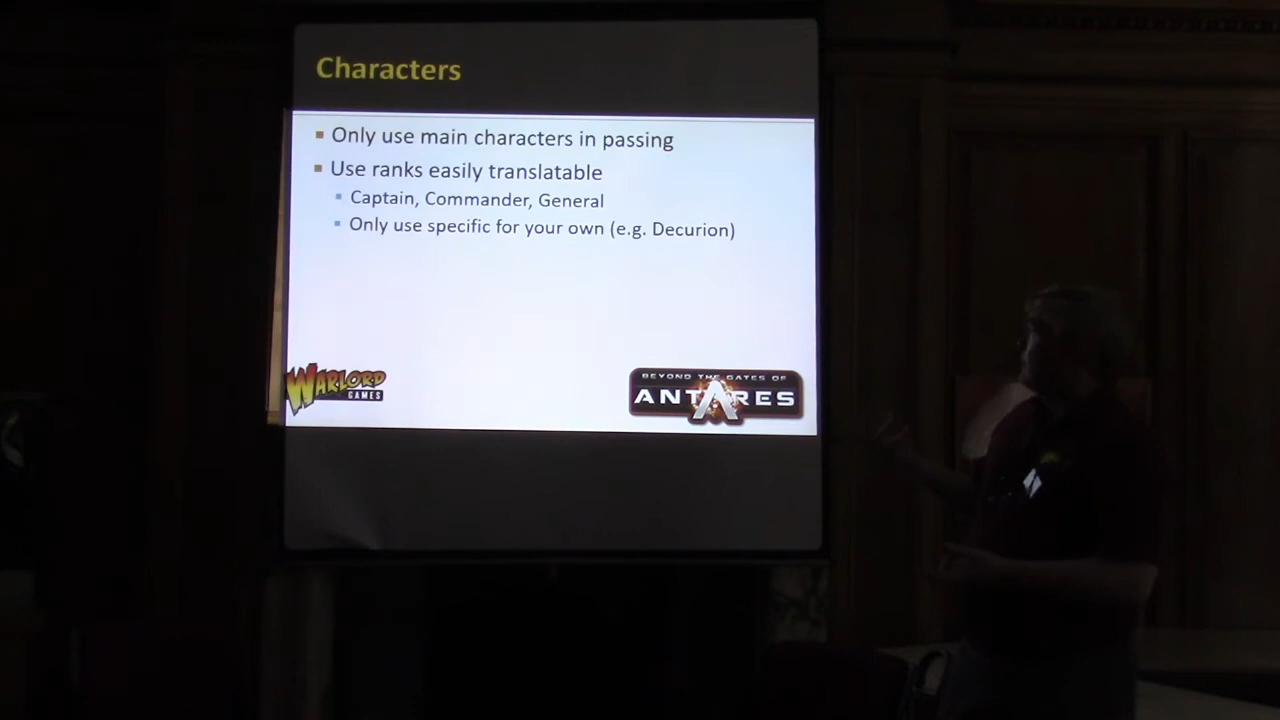 Characters
Only use main characters in passing
Use ranks easily translatable
Captain, Commander, General
Only use specific for your own (e.g. Decurion)
WARLORD
GAMES
BEYOND THE GATES OF
ANTARES